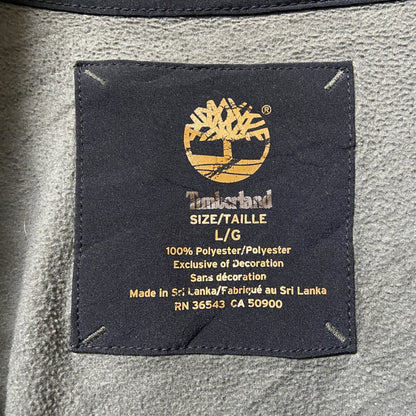 ®
Timberland
SIZE/TAILLE
L/G
100% Polyester/Polyester
Exclusive of Decoration
Sans décoration
Made in Sri Lanka/Fabriqué au Sri Lanka
RN 36543 CA 50900